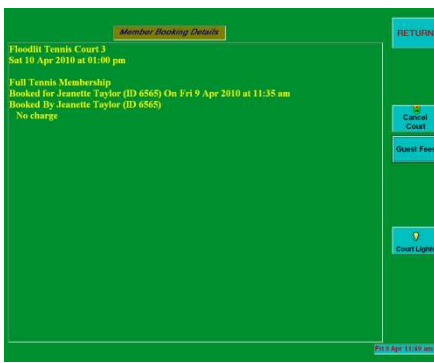 Member Booking Details
RETURN
Floodlit Tennis Court 3
Sat 10 Apr 2010 at 01:00 pm
Full Tennis Membership
Booked for Jeanette Taylor (ID 6565) On Fri 9 Apr 2010 at 11:35 am
Booked By Jeanette Taylor (ID 6565)
No charge
Cancel
Court
Guest Fees
Court Lights
Fri 9 Apr 11:49 am